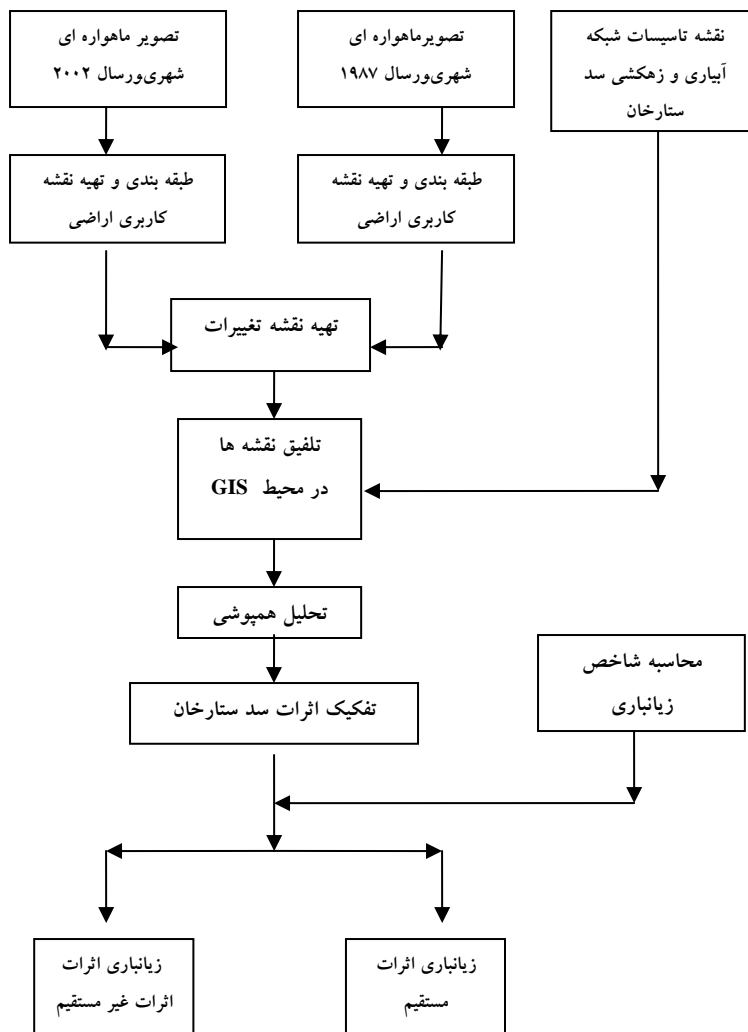 نقشه تاسیسات شبکه
آبیاری و زهکشی سد
ستارخان
تصویرماهواره ای
شهریورسال ۱۹۸۷
تصویر ماهواره ای
شهریورسال ۲۰۰۲
طبقه بندی و تهیه نقشه
کاربری اراضی
طبقه بندی و تهیه نقشه
کاربری اراضی
تهیه نقشه تغییرات
تلفیق نقشه ها
در محیط GIS
تحلیل همپوشی
تفکیک اثرات سد ستارخان
محاسبه شاخص
زیانباری
زیانباری اثرات
مستقیم
زیانباری اثرات
اثرات غیر مستقیم